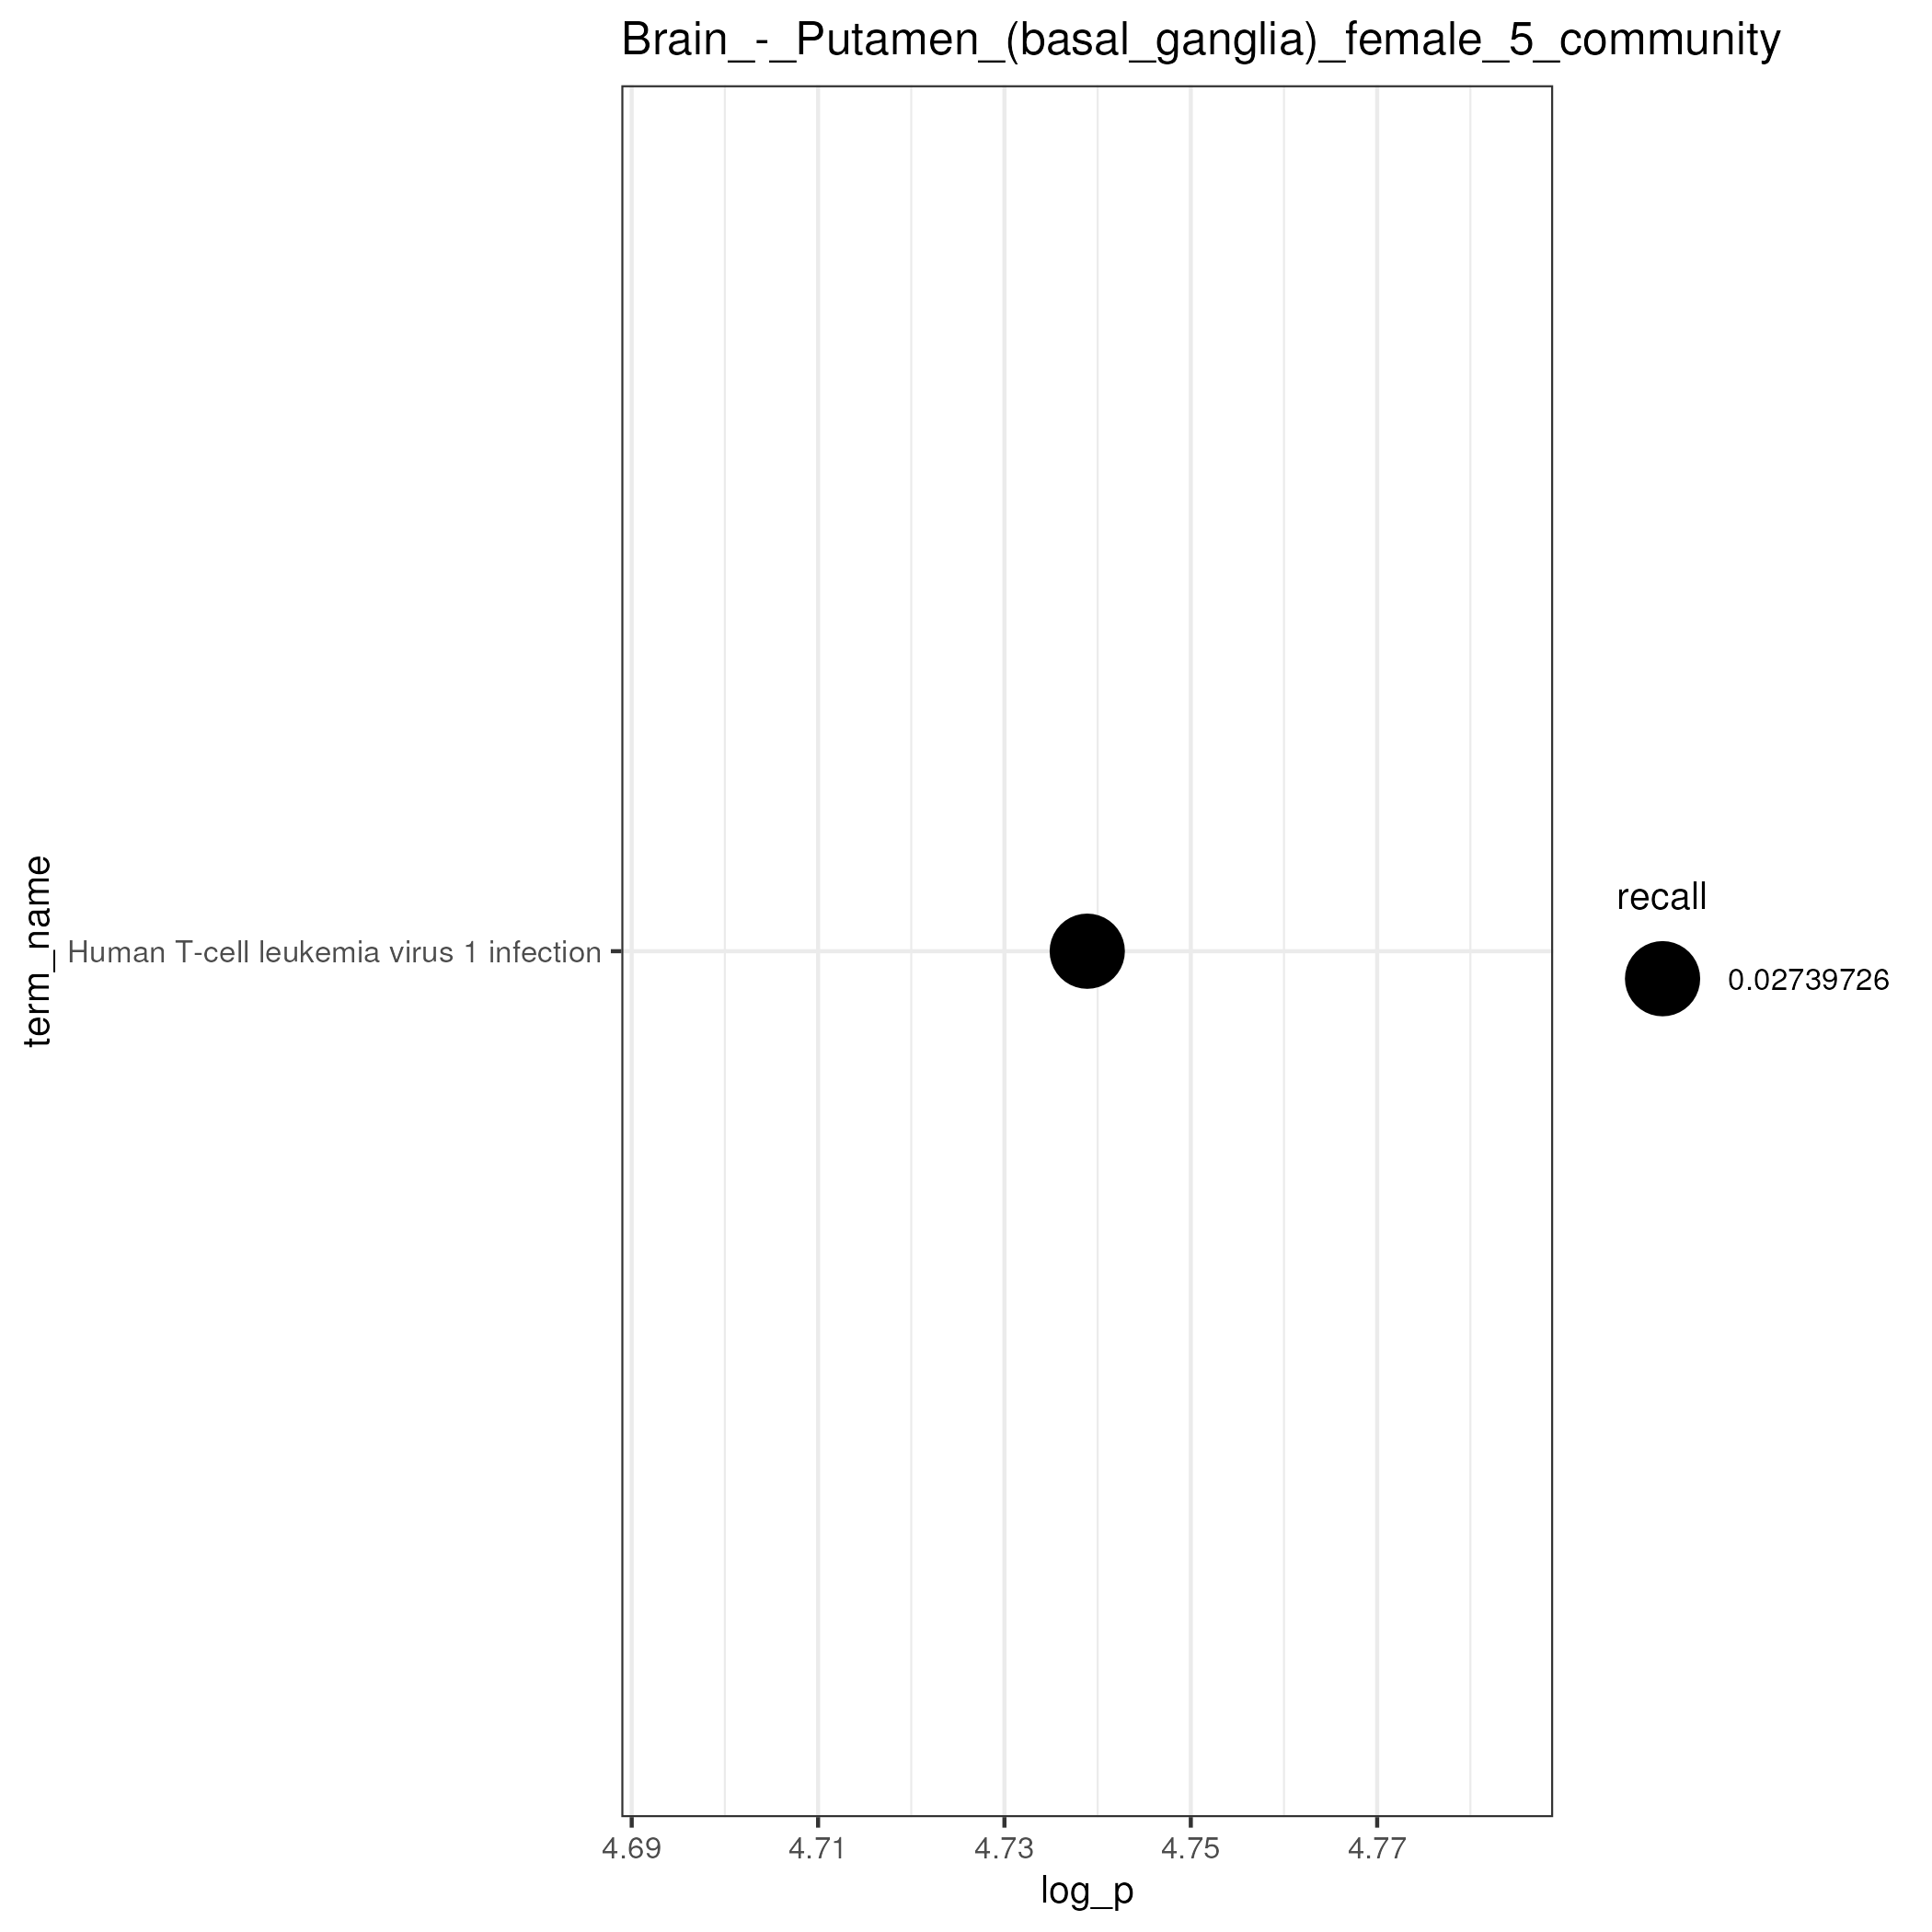 Brain_-_Putamen_(basal_ganglia)_female_5_community
term_name
Human T-cell leukemia virus 1 infection
recall
0.02739726
4.69 4.71 4.73 4.75 4.77
log_p